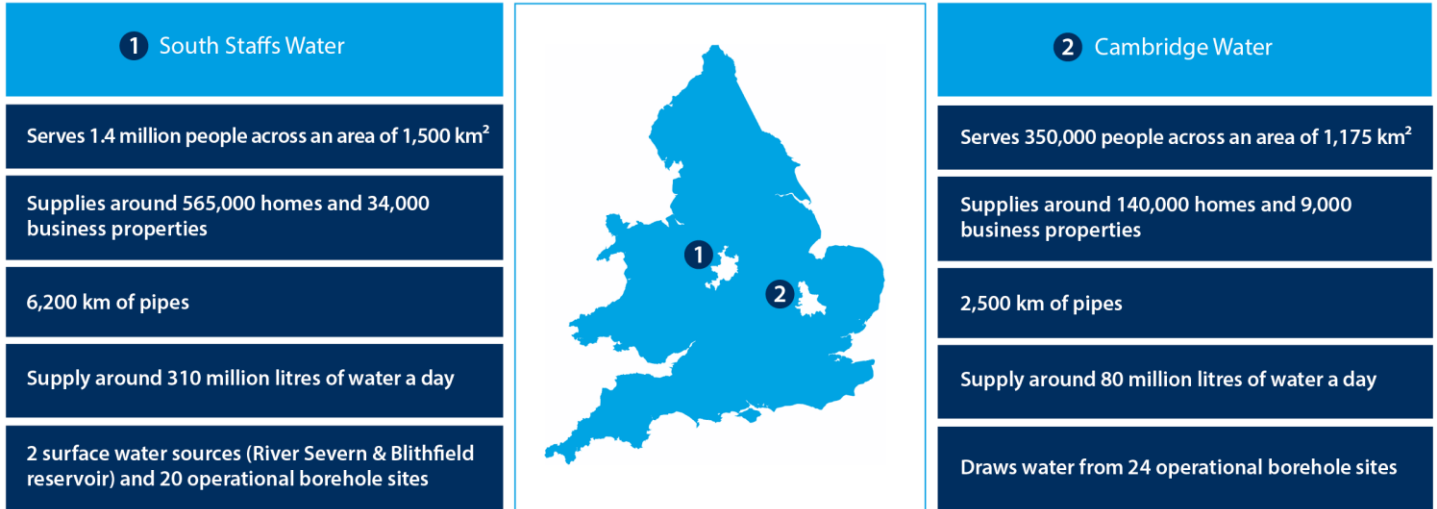 1 South Staffs Water
Serves 1.4 million people across an area of 1,500 km²
Supplies around 565,000 homes and 34,000
business properties
6,200 km of pipes
Supply around 310 million litres of water a day
2 surface water sources (River Severn & Blithfield
reservoir) and 20 operational borehole sites
1
2
2 Cambridge Water
Serves 350,000 people across an area of 1,175 km²
Supplies around 140,000 homes and 9,000
business properties
2,500 km of pipes
Supply around 80 million litres of water a day
Draws water from 24 operational borehole sites